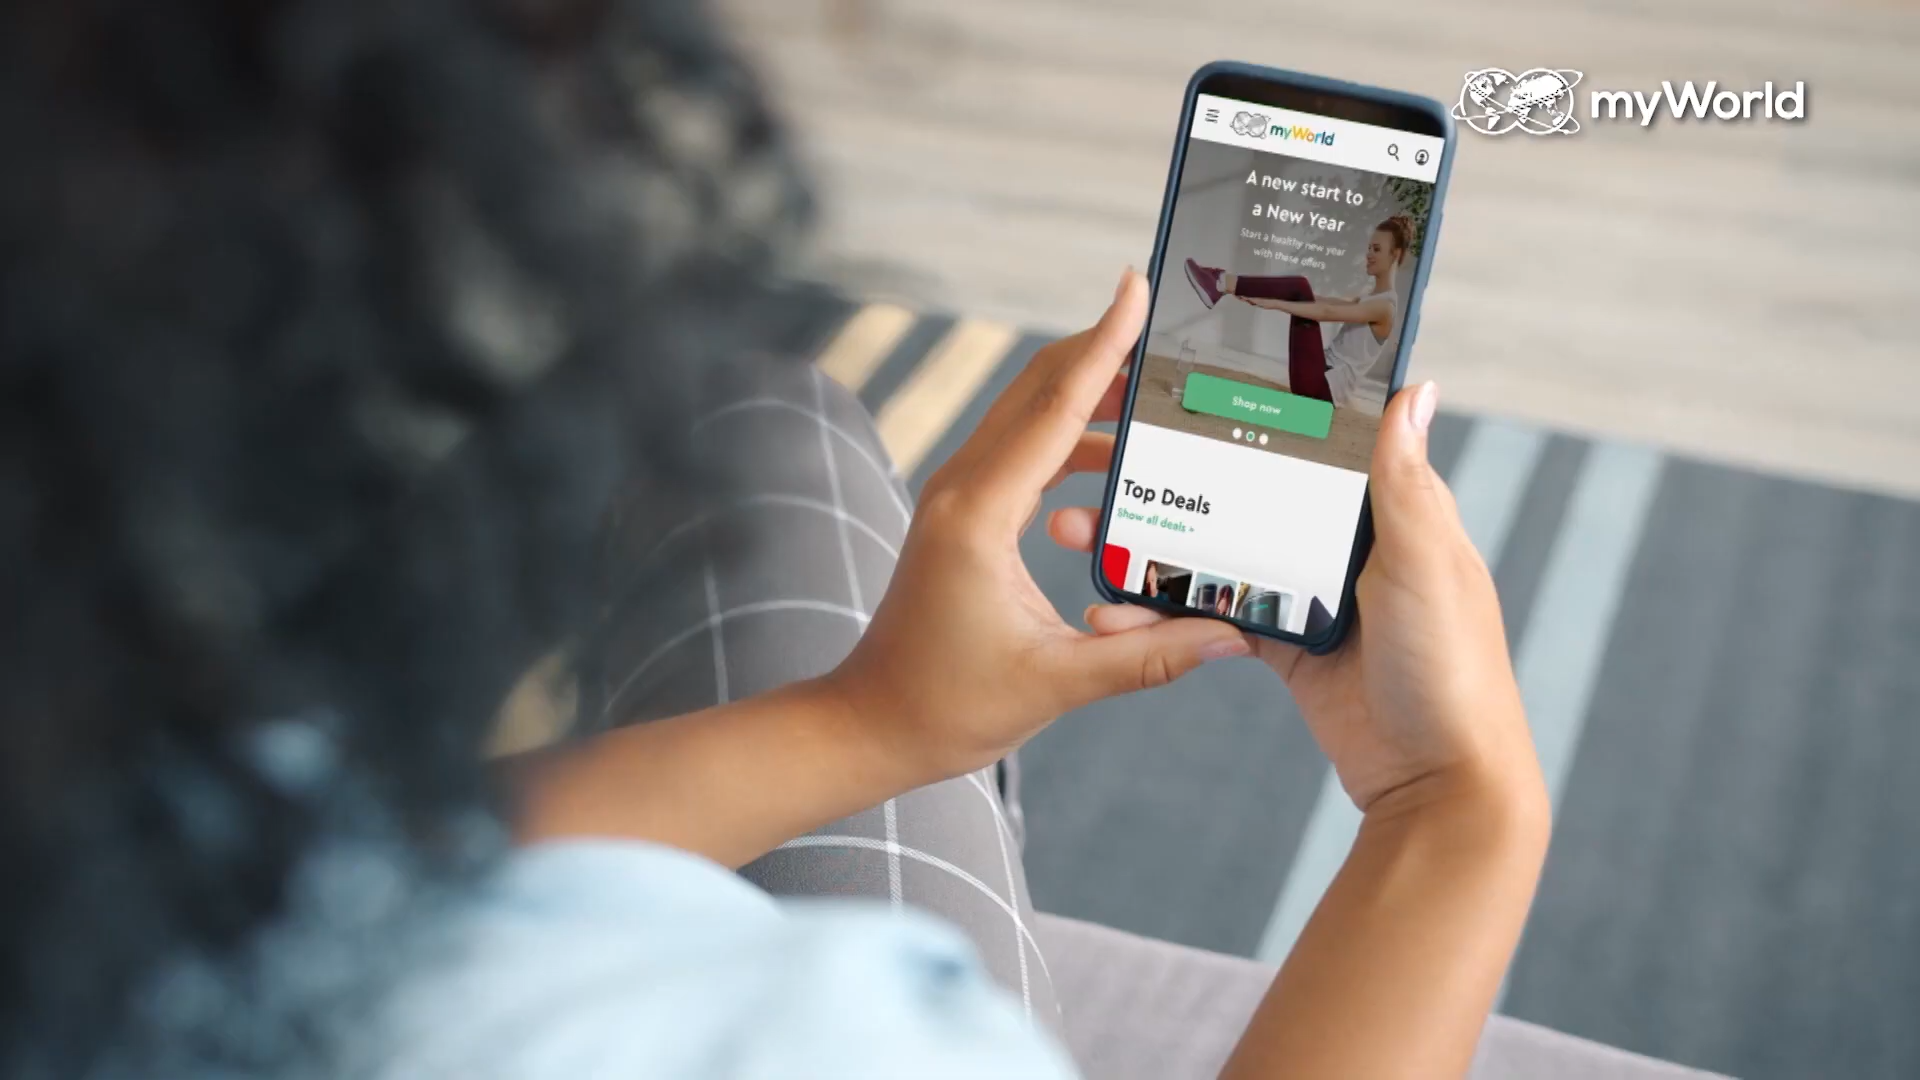 myWorld
myWorld
A new start to
a New Year
Start a healthy new year
with these offers
Shop now
Top Deals
Show all deals »